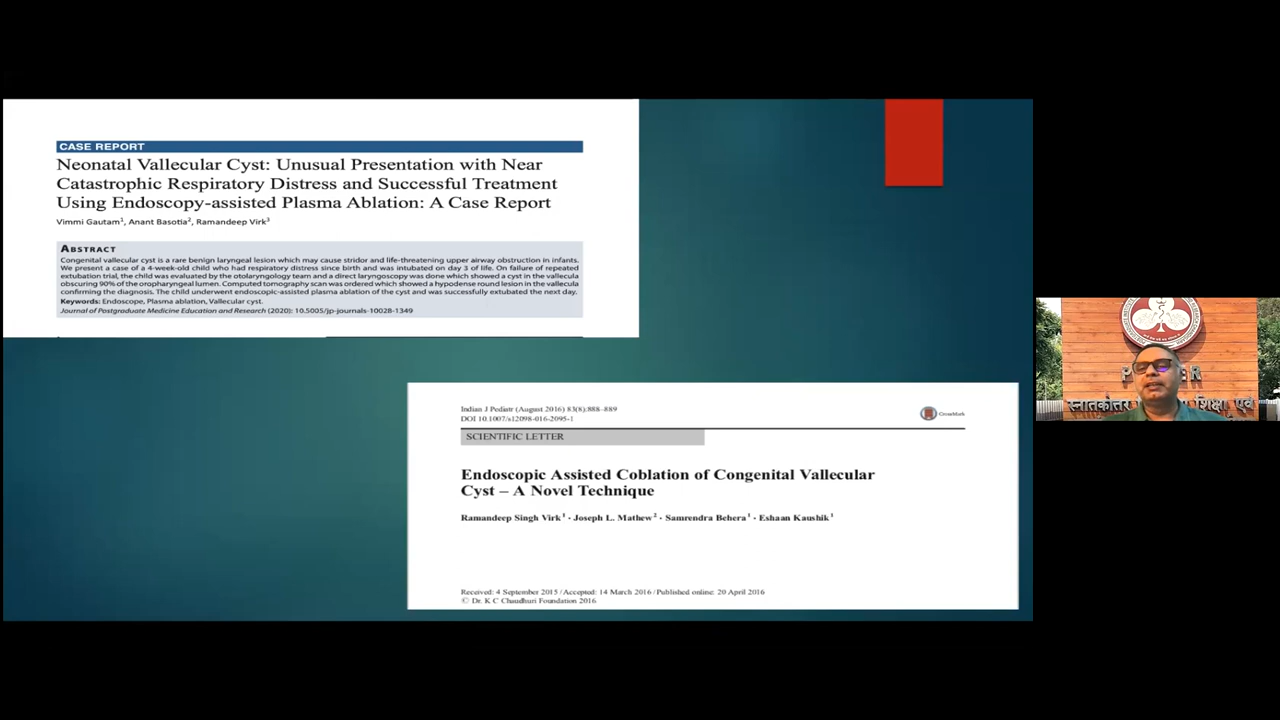 CASE REPORT
Neonatal Vallecular Cyst: Unusual Presentation with Near
Catastrophic Respiratory Distress and Successful Treatment
Using Endoscopy-assisted Plasma Ablation: A Case Report
Vimmi Gautam¹, Anant Basotia², Ramandeep Virk³
ABSTRACT
Congenital vallecular cyst is a rare benign laryngeal lesion which may cause stridor and life-threatening upper airway obstruction in infants.
We present a case of a 4-week-old child who had respiratory distress since birth and was intubated on day 3 of life. On failure of repeated
extubation trial, the child was evaluated by the otolaryngology team and a direct laryngoscopy was done which showed a cyst in the vallecula
obscuring 90% of the oropharyngeal lumen. Computed tomography scan was ordered which showed a hypodense round lesion in the vallecula
confirming the diagnosis. The child underwent endoscopic-assisted plasma ablation of the cyst and was successfully extubated the next day.
Keywords: Endoscope, Plasma ablation, Vallecular cyst.
Journal of Postgraduate Medicine Education and Research (2020): 10.5005/jp-journals-10028-1349
Indian J Pediatr (August 2016) 83(8):888–889
DOI 10.1007/s12098-016-2095-1
CrossMark
SCIENTIFIC LETTER
Endoscopic Assisted Coblation of Congenital Vallecular
Cyst – A Novel Technique
Ramandeep Singh Virk¹ · Joseph L. Mathew² · Samrendra Behera¹ · Eshaan Kaushik¹
Received: 4 September 2015 / Accepted: 14 March 2016 / Published online: 20 April 2016
© Dr. K C Chaudhuri Foundation 2016
P
ER
स्नातकोत्तर
शिक्षा एवं